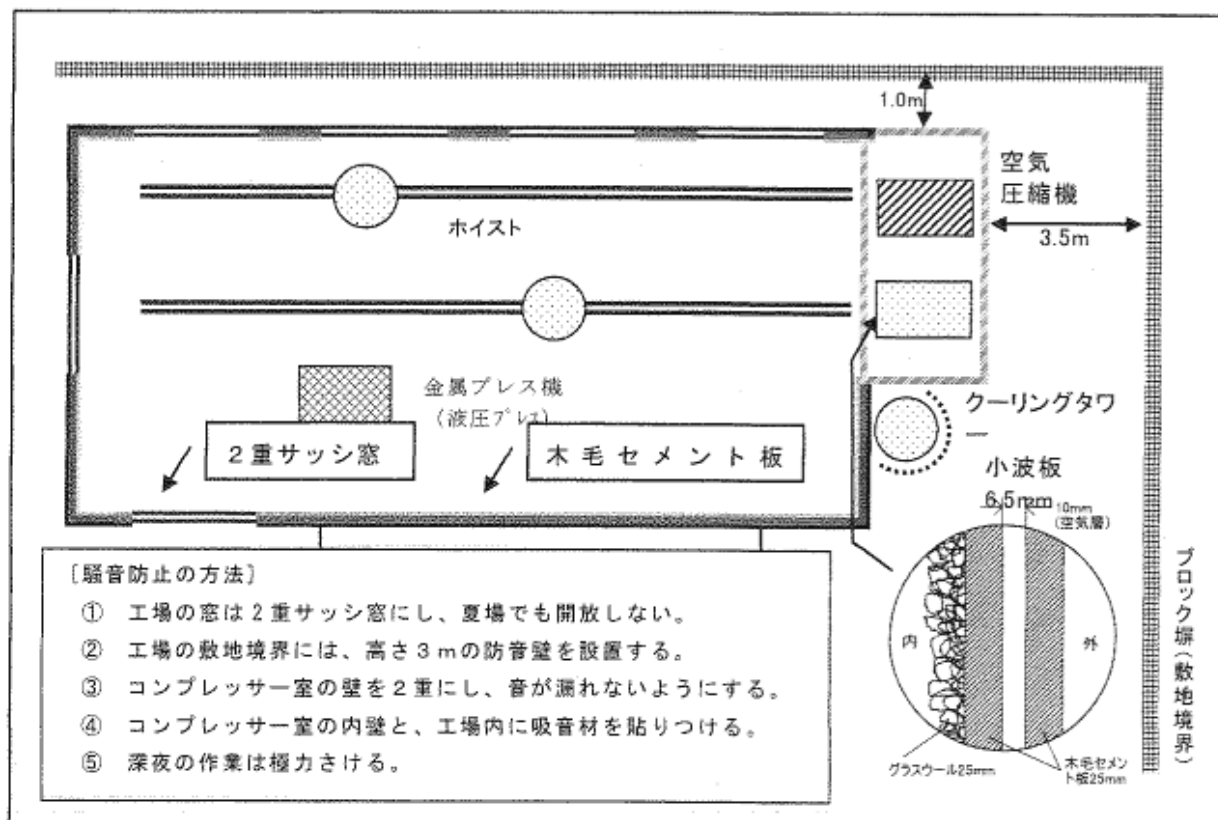 1.0m
空気
圧縮機
3.5m
ホイスト
金属プレス機
(液圧プレス)
2重サッシ窓
木毛セメント板
クーリングタワ
ー
小波板
6.5mm
10mm
(空気層)
内
外
グラスウール25mm
木毛セメン
ト板25mm
ブロック塀(敷地境界)
[騒音防止の方法]
① 工場の窓は2重サッシ窓にし、夏場でも開放しない。
② 工場の敷地境界には、高さ3mの防音壁を設置する。
③ コンプレッサー室の壁を2重にし、音が漏れないようにする。
④ コンプレッサー室の内壁と、工場内に吸音材を貼りつける。
⑤ 深夜の作業は極力さける。